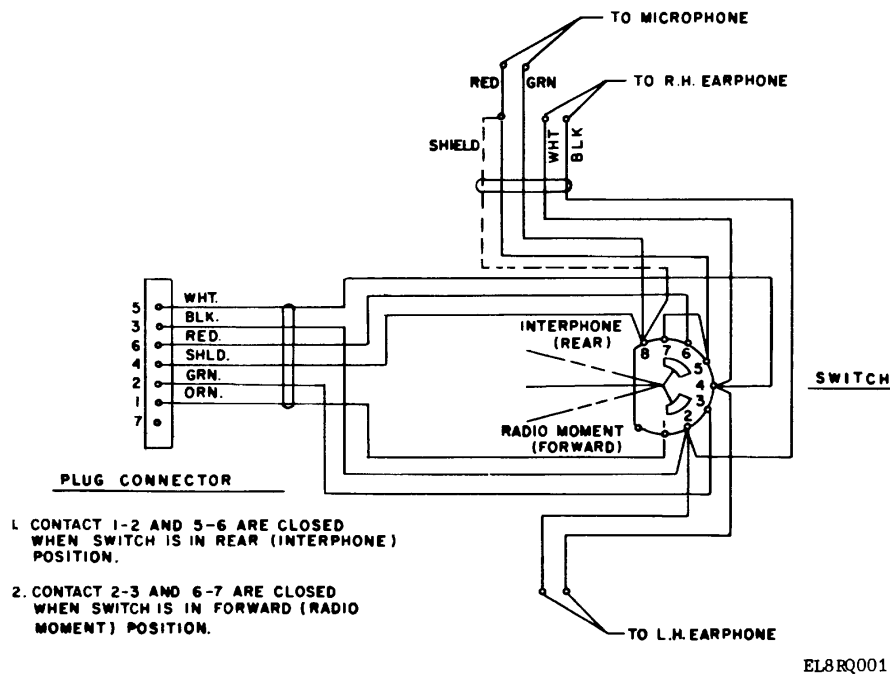 TO MICROPHONE
RED
GRN
TO R.H. EARPHONE
SHIELD
WHT
BLK
5
WHT.
3
BLK.
6
RED.
4
SHLD.
2
GRN.
1
ORN.
7
INTERPHONE
(REAR)
8
7
6
5
4
3
2
SWITCH
RADIO MOMENT
(FORWARD)
PLUG CONNECTOR
1. CONTACT 1-2 AND 5-6 ARE CLOSED
WHEN SWITCH IS IN REAR (INTERPHONE)
POSITION.
2. CONTACT 2-3 AND 6-7 ARE CLOSED
WHEN SWITCH IS IN FORWARD (RADIO
MOMENT) POSITION.
TO L.H. EARPHONE
EL8RQ001